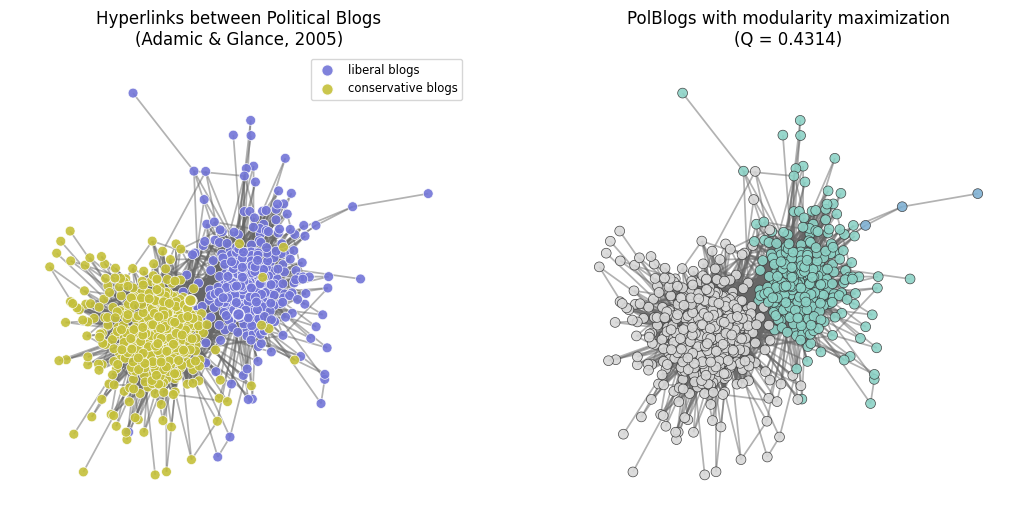 Hyperlinks between Political Blogs
(Adamic & Glance, 2005)
liberal blogs
conservative blogs
PolBlogs with modularity maximization
(Q = 0.4314)